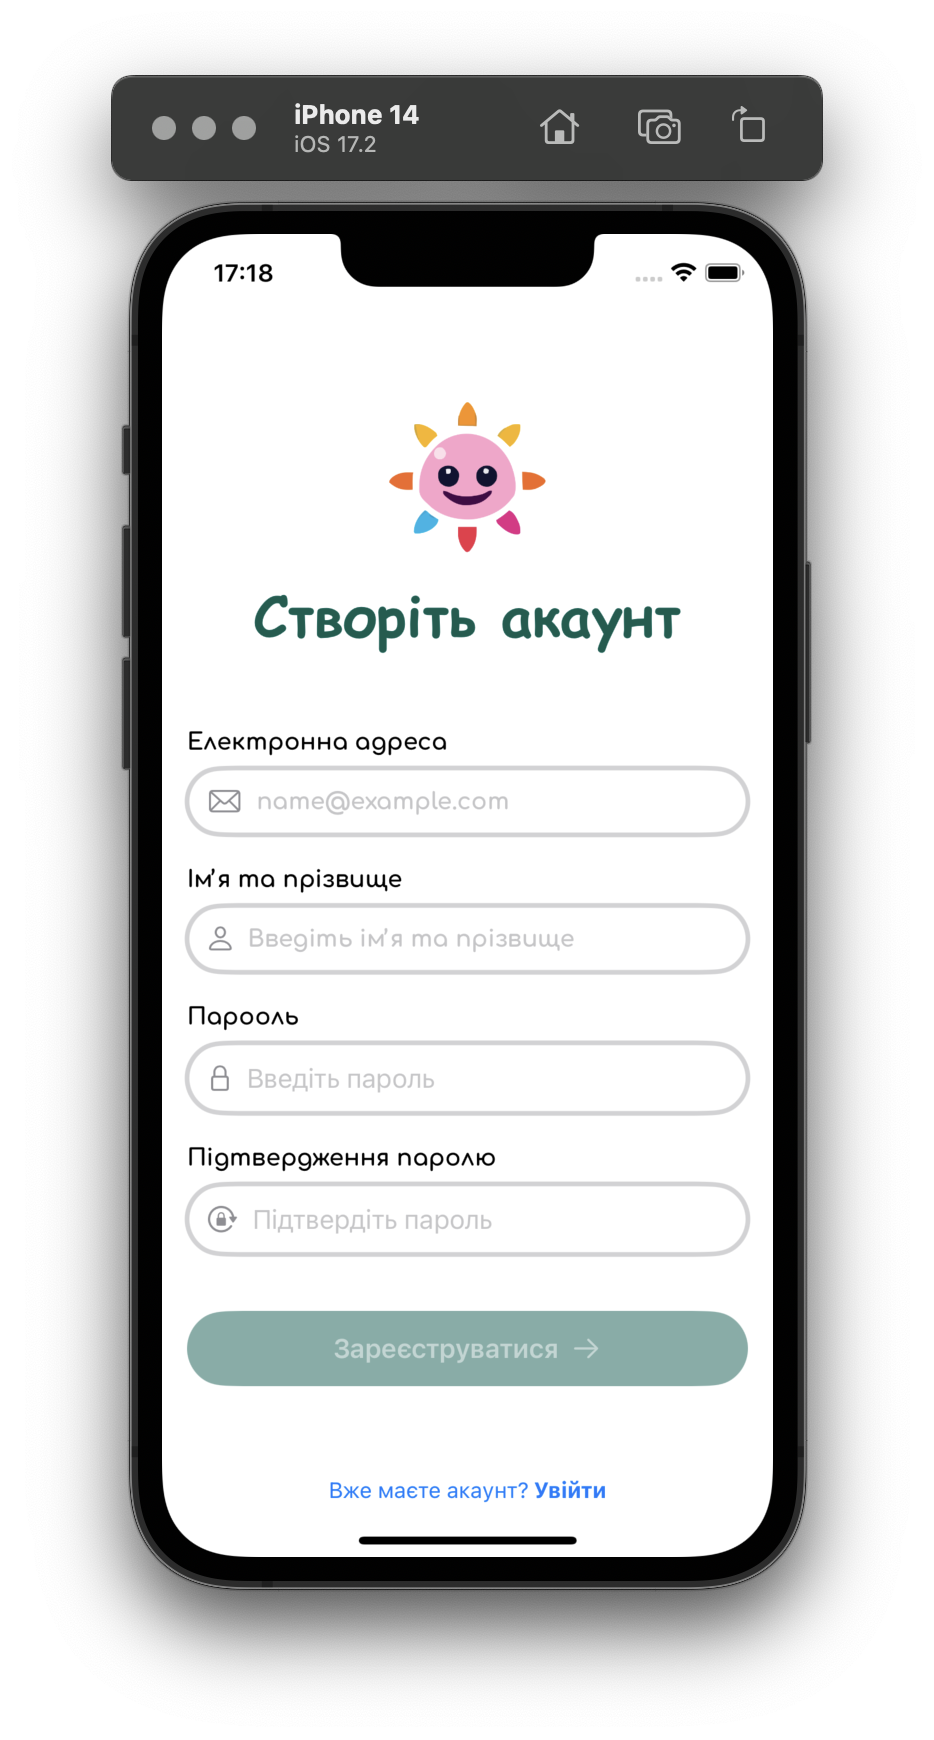 iPhone 14
iOS 17.2
17:18
Створіть акаунт
Електронна адреса
name@example.com
Ім'я та прізвище
Введіть ім'я та прізвище
Парооль
Введіть пароль
Підтвердження паролю
Підтвердіть пароль
Зареєструватися →
Вже маєте акаунт? Увійти